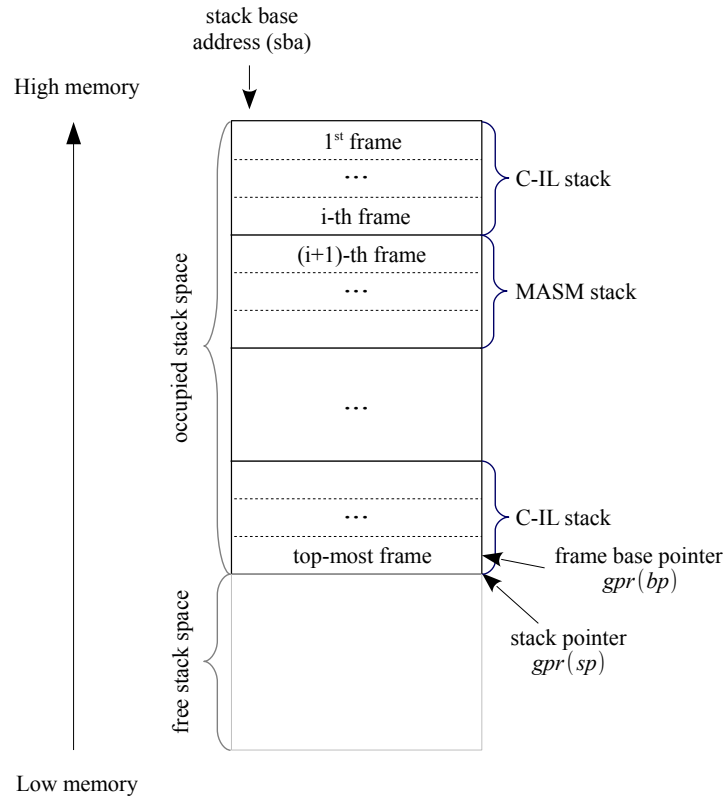 stack base
address (sba)
High memory
1st frame
...
C-IL stack
i-th frame
(i+1)-th frame
...
MASM stack
occupied stack space
...
...
C-IL stack
top-most frame
frame base pointer
gpr(bp)
stack pointer
gpr(sp)
free stack space
Low memory